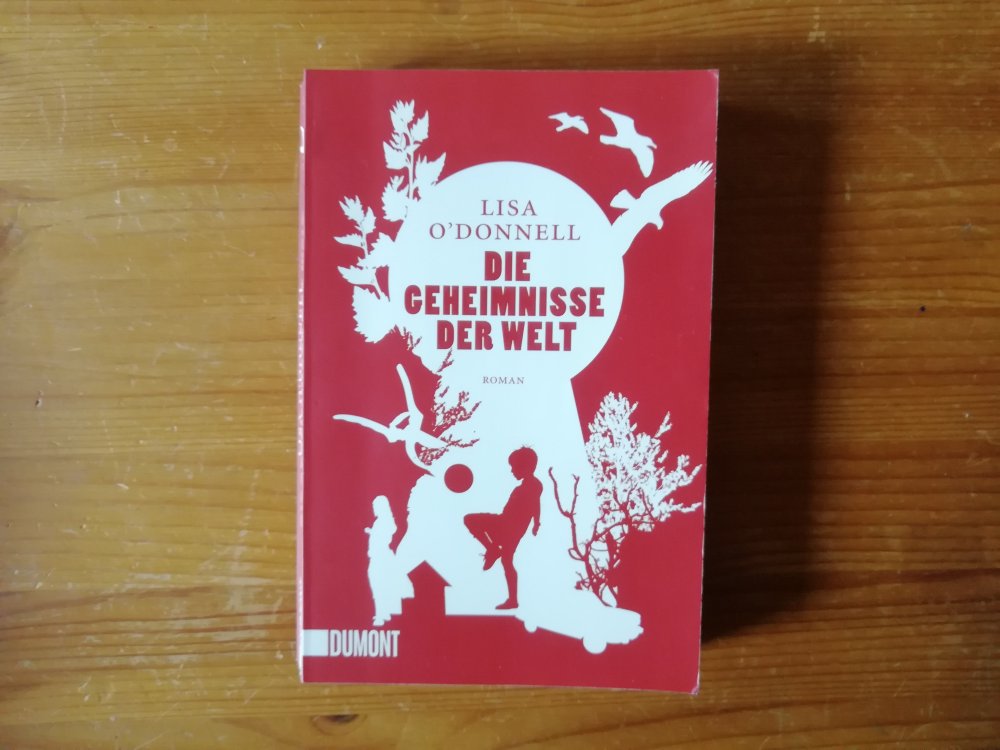 LISA
O'DONNELL
DIE
GEHEIMNISSE
DER WELT
ROMAN
DUMONT